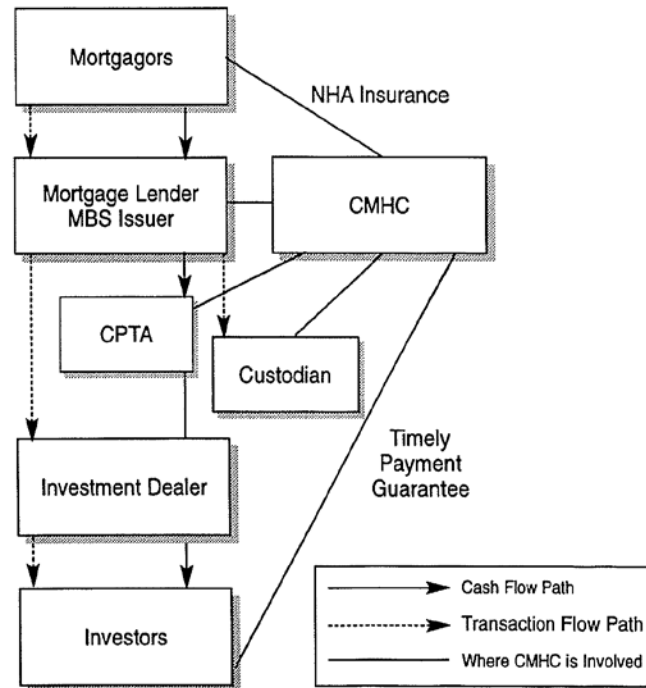 Mortgagors
NHA Insurance
Mortgage Lender
MBS Issuer
CMHC
CPTA
Custodian
Timely
Payment
Guarantee
Investment Dealer
Investors
Cash Flow Path
Transaction Flow Path
Where CMHC is Involved